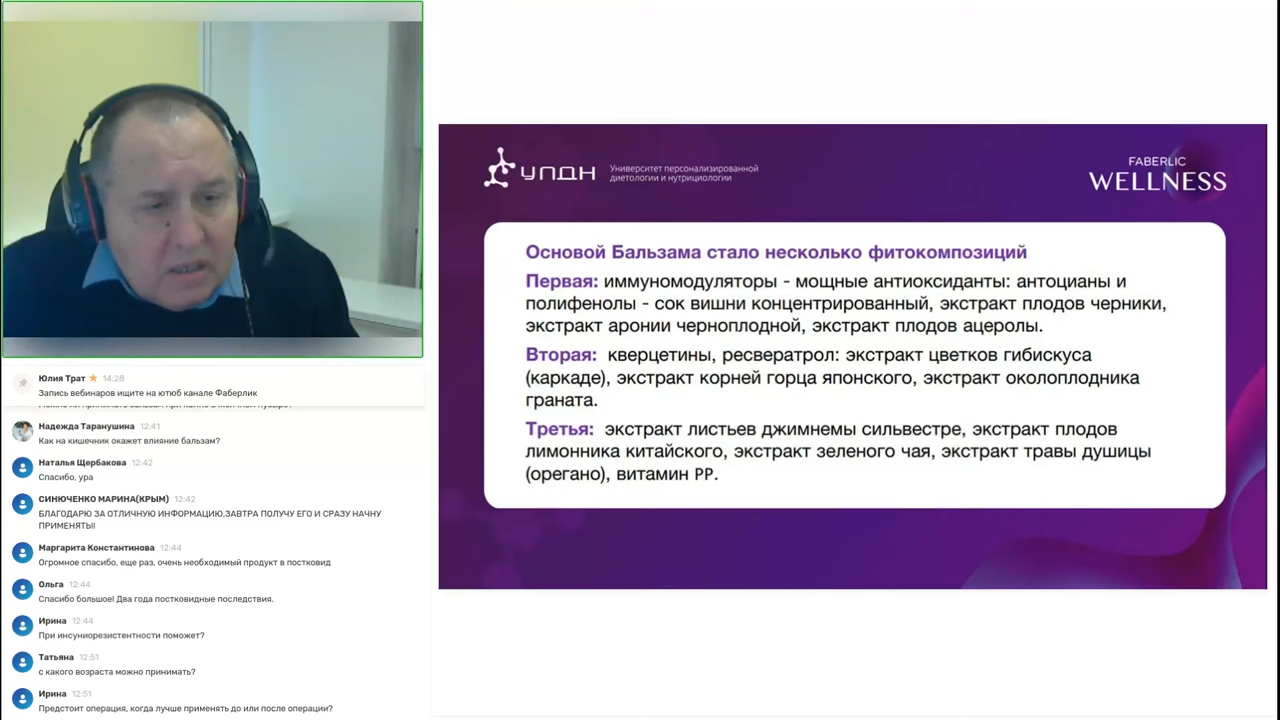 Юлия Трат 14:28
Запись вебинаров ищите на ютюб канале Фаберлик
Надежда Таранушина 12:41
Как на кишечник окажет влияние бальзам?
Наталья Щербакова 12:42
Спасибо, ура
СИНЮЧЕНКО МАРИНА(КРЫМ) 12:42
БЛАГОДАРЮ ЗА ОТЛИЧНУЮ ИНФОРМАЦИЮ,ЗАВТРА ПОЛУЧУ ЕГО И СРАЗУ НАЧНУ
ПРИМЕНЯТЬ!
Маргарита Константинова 12:44
Огромное спасибо, еще раз, очень необходимый продукт в постковид
Ольга 12:44
Спасибо большое! Два года постковидные последствия.
Ирина 12:44
При инсуниорезистентности поможет?
Татьяна 12:51
с какого возраста можно принимать?
Ирина 12:51
Предстоит операция, когда лучше применять до или после операции?
УПДН
Университет персонализированной
диетологии и нутрициологии
FABERLIC
WELLNESS
Основой Бальзама стало несколько фитокомпозиций
Первая: иммуномодуляторы - мощные антиоксиданты: антоцианы и
полифенолы - сок вишни концентрированный, экстракт плодов черники,
экстракт аронии черноплодной, экстракт плодов ацеролы.
Вторая: кверцетины, ресвератрол: экстракт цветков гибискуса
(каркаде), экстракт корней горца японского, экстракт околоплодника
граната.
Третья: экстракт листьев джимнемы сильвестре, экстракт плодов
лимонника китайского, экстракт зеленого чая, экстракт травы душицы
(орегано), витамин РР.